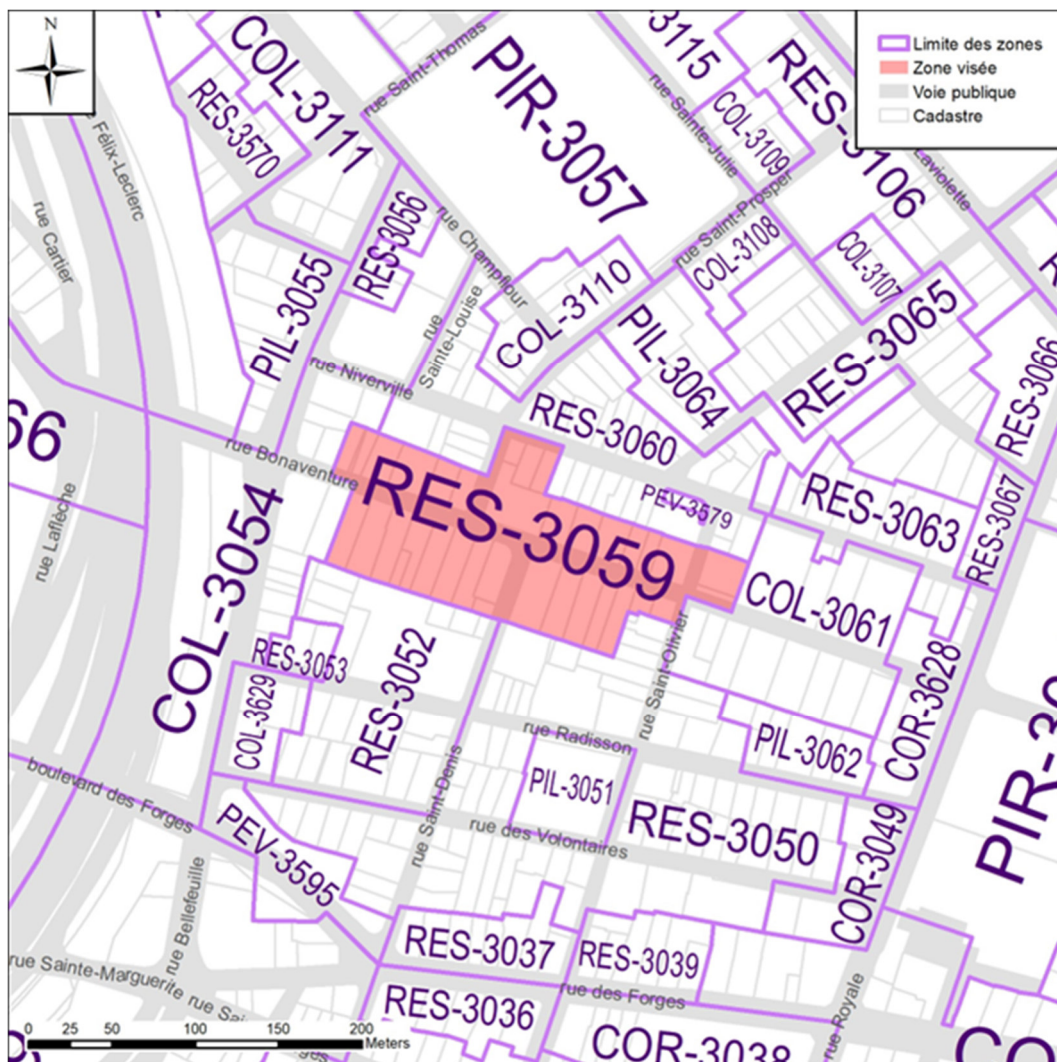 N
Limite des zones
Zone visée
Voie publique
Cadastre
COL-3111
rue Saint-Thomas
PIR-3057
3115
RES-3106
RES-3570
rue Sainte-Julie
COL-3109
Laviolette
Félix-Leclerc
rue Cartier
RES-3056
rue Champflour
rue Saint-Prosper
COL-3108
COL-3107
PIL-3055
rue Sainte-Louise
COL-3110
PIL-3064
RES-3065
RES-3066
rue Niverville
RES-3060
66
rue Bonaventure
RES-3059
PEV-3579
RES-3063
RES-3067
rue Laflèche
COL-3054
COL-3061
RES-3052
RES-3053
COL-3629
rue Saint-Olivier
COR-3628
rue Radisson
PIL-3062
PIL-3051
PIR-30
boulevard des Forges
rue Saint-Denis
rue des Volontaires
RES-3050
COR-3049
PEV-3595
rue Bellefeuille
RES-3037
RES-3039
rue Sainte-Marguerite
rue des Forges
RES-3036
COR-3038
rue Royale
0 25 50 100 150 200
Meters